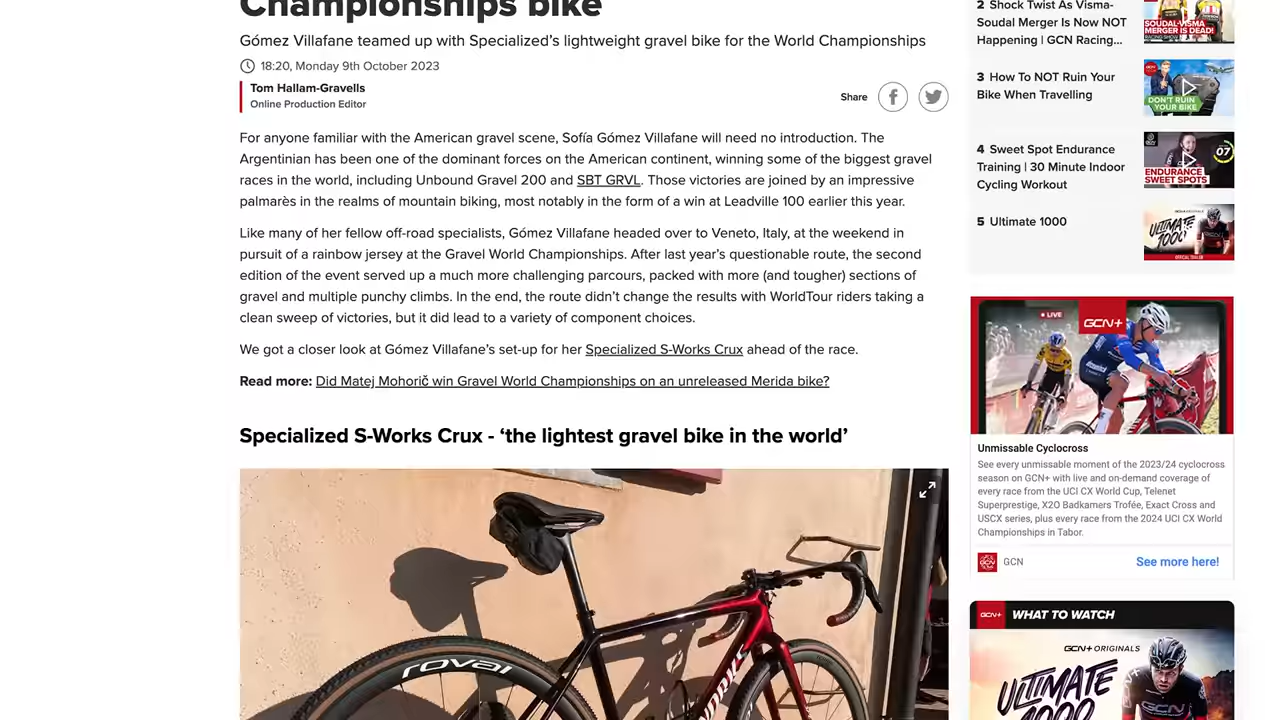 Championships bike
Gómez Villafane teamed up with Specialized’s lightweight gravel bike for the World Championships
18:20, Monday 9th October 2023
Tom Hallam-Gravells
Online Production Editor
Share
For anyone familiar with the American gravel scene, Sofía Gómez Villafane will need no introduction. The
Argentinian has been one of the dominant forces on the American continent, winning some of the biggest gravel
races in the world, including Unbound Gravel 200 and SBT GRVL. Those victories are joined by an impressive
palmarès in the realms of mountain biking, most notably in the form of a win at Leadville 100 earlier this year.
Like many of her fellow off-road specialists, Gómez Villafane headed over to Veneto, Italy, at the weekend in
pursuit of a rainbow jersey at the Gravel World Championships. After last year’s questionable route, the second
edition of the event served up a much more challenging parcours, packed with more (and tougher) sections of
gravel and multiple punchy climbs. In the end, the route didn’t change the results with WorldTour riders taking a
clean sweep of victories, but it did lead to a variety of component choices.
We got a closer look at Gómez Villafane’s set-up for her Specialized S-Works Crux ahead of the race.
Read more: Did Matej Mohorič win Gravel World Championships on an unreleased Merida bike?
Specialized S-Works Crux - ‘the lightest gravel bike in the world’
roval
2 Shock Twist As Visma-
Soudal Merger Is Now NOT
Happening | GCN Racing...
SOUDAL-VISMA
MERGER IS DEAD!
3 How To NOT Ruin Your
Bike When Travelling
DON'T RUIN
YOUR BIKE
4 Sweet Spot Endurance
Training | 30 Minute Indoor
Cycling Workout
07
ENDURANCE
SWEET SPOTS
5 Ultimate 1000
ULTIMATE
1000
OFFICIAL TRAILER
LIVE
GCN+
Unmissable Cyclocross
See every unmissable moment of the 2023/24 cyclocross
season on GCN+ with live and on-demand coverage of
every race from the UCI CX World Cup, Telenet
Superprestige, X2O Badkamers Trofée, Exact Cross and
USCX series, plus every race from the 2024 UCI CX World
Championships in Tabor.
GCN
See more here!
GCN+ WHAT TO WATCH
GCN+ ORIGINALS
ULTIMATE
1000